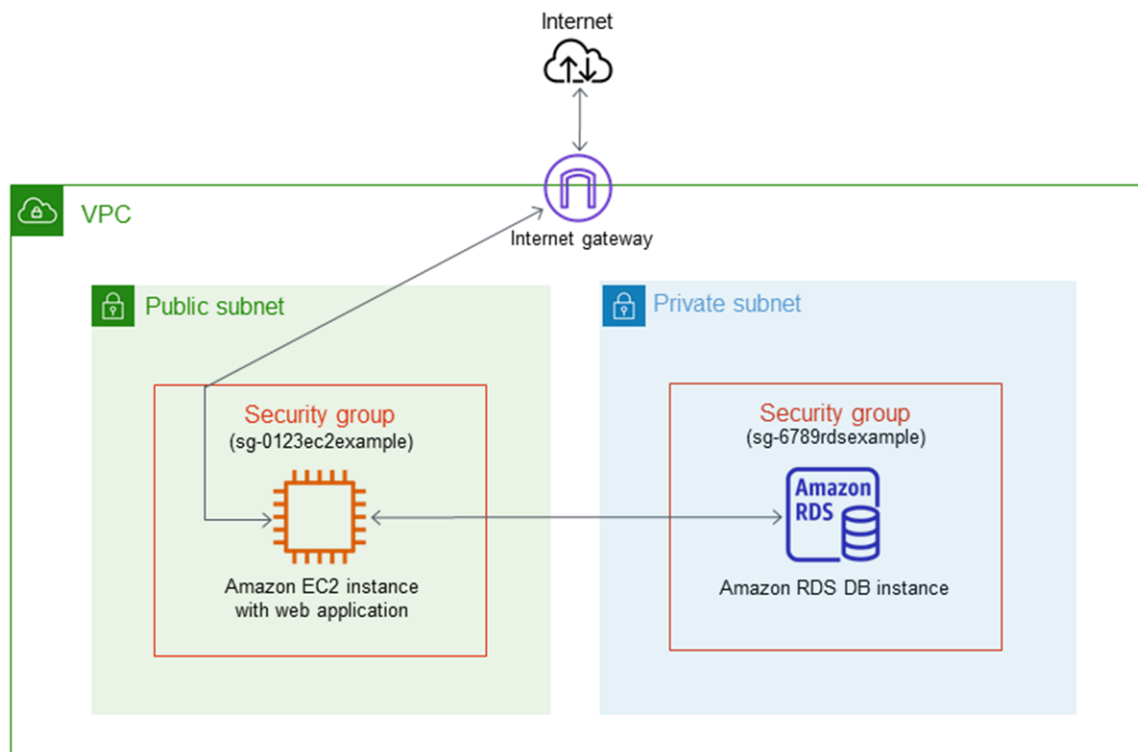 Internet
Internet gateway
VPC
Public subnet
Security group
(sg-0123ec2example)
Amazon EC2 instance
with web application
Private subnet
Security group
(sg-6789rdsexample)
Amazon
RDS
Amazon RDS DB instance